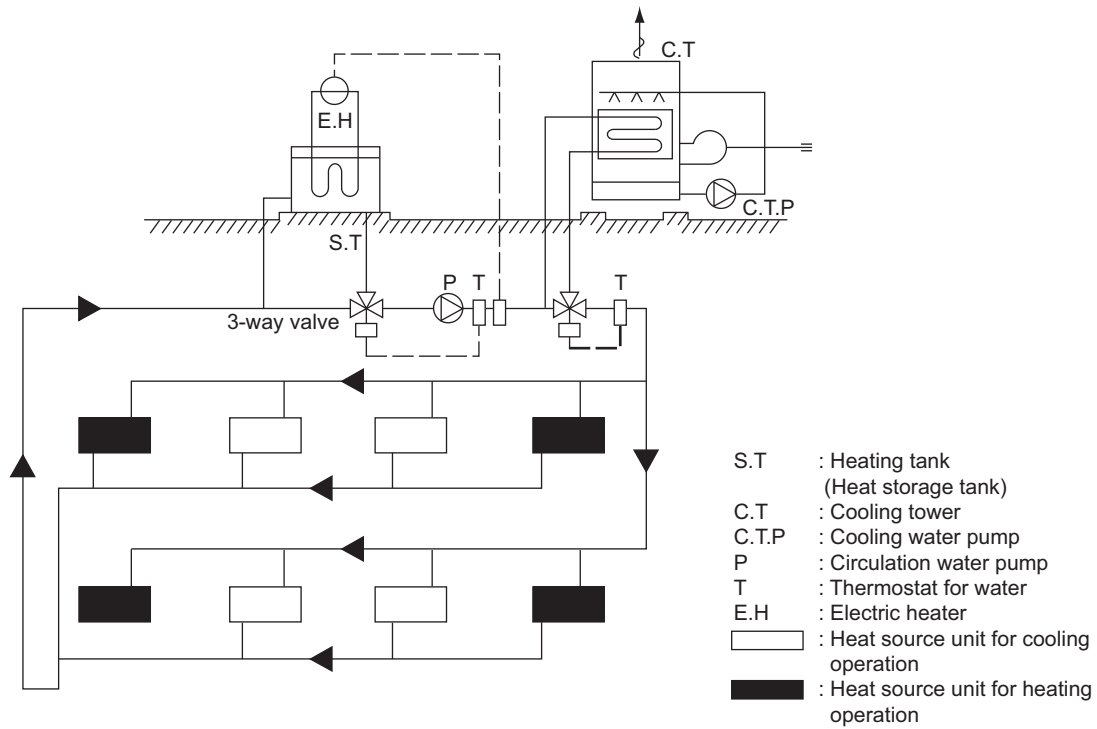 C.T
E.H
C.T.P
S.T
P
T
T
3-way valve
S.T : Heating tank
(Heat storage tank)
C.T : Cooling tower
C.T.P : Cooling water pump
P : Circulation water pump
T : Thermostat for water
E.H : Electric heater
: Heat source unit for cooling
operation
: Heat source unit for heating
operation